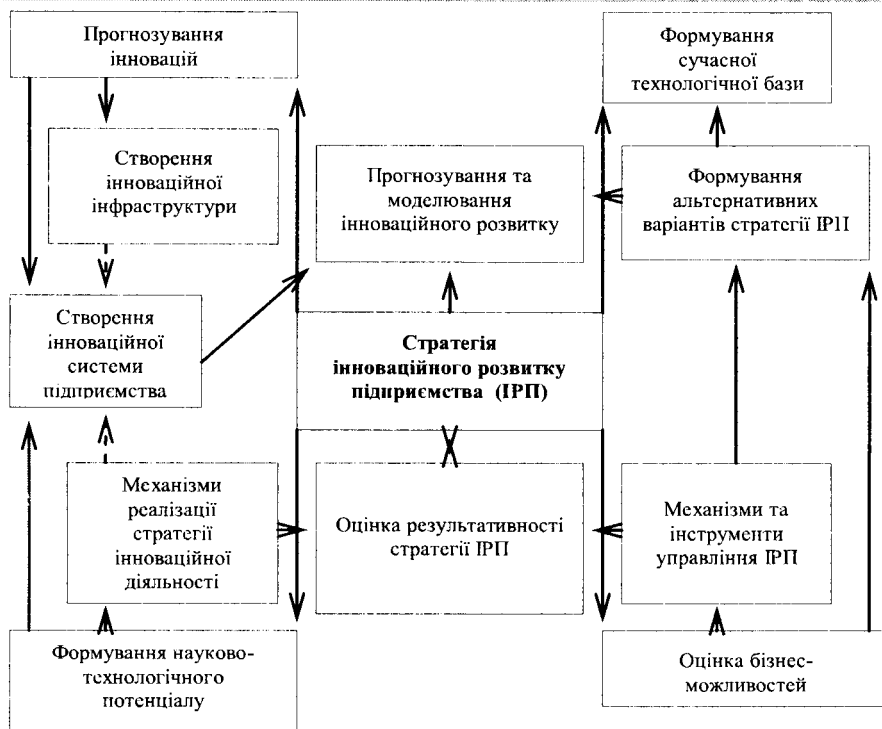 Прогнозування
інновацій
Формування
сучасної
технологічної бази
Створення
інноваційної
інфраструктури
Прогнозування та
моделювання
інноваційного розвитку
Формування
альтернативних
варіантів стратегії ІРП
Створення
інноваційної
системи
підприємства
Стратегія
інноваційного розвитку
підприємства (ІРП)
Механізми
реалізації
стратегії
інноваційної
діяльності
Оцінка результативності
стратегії ІРП
Механізми та
інструменти
управління ІРП
Формування науково-
технологічного
потенціалу
Оцінка бізнес-
можливостей